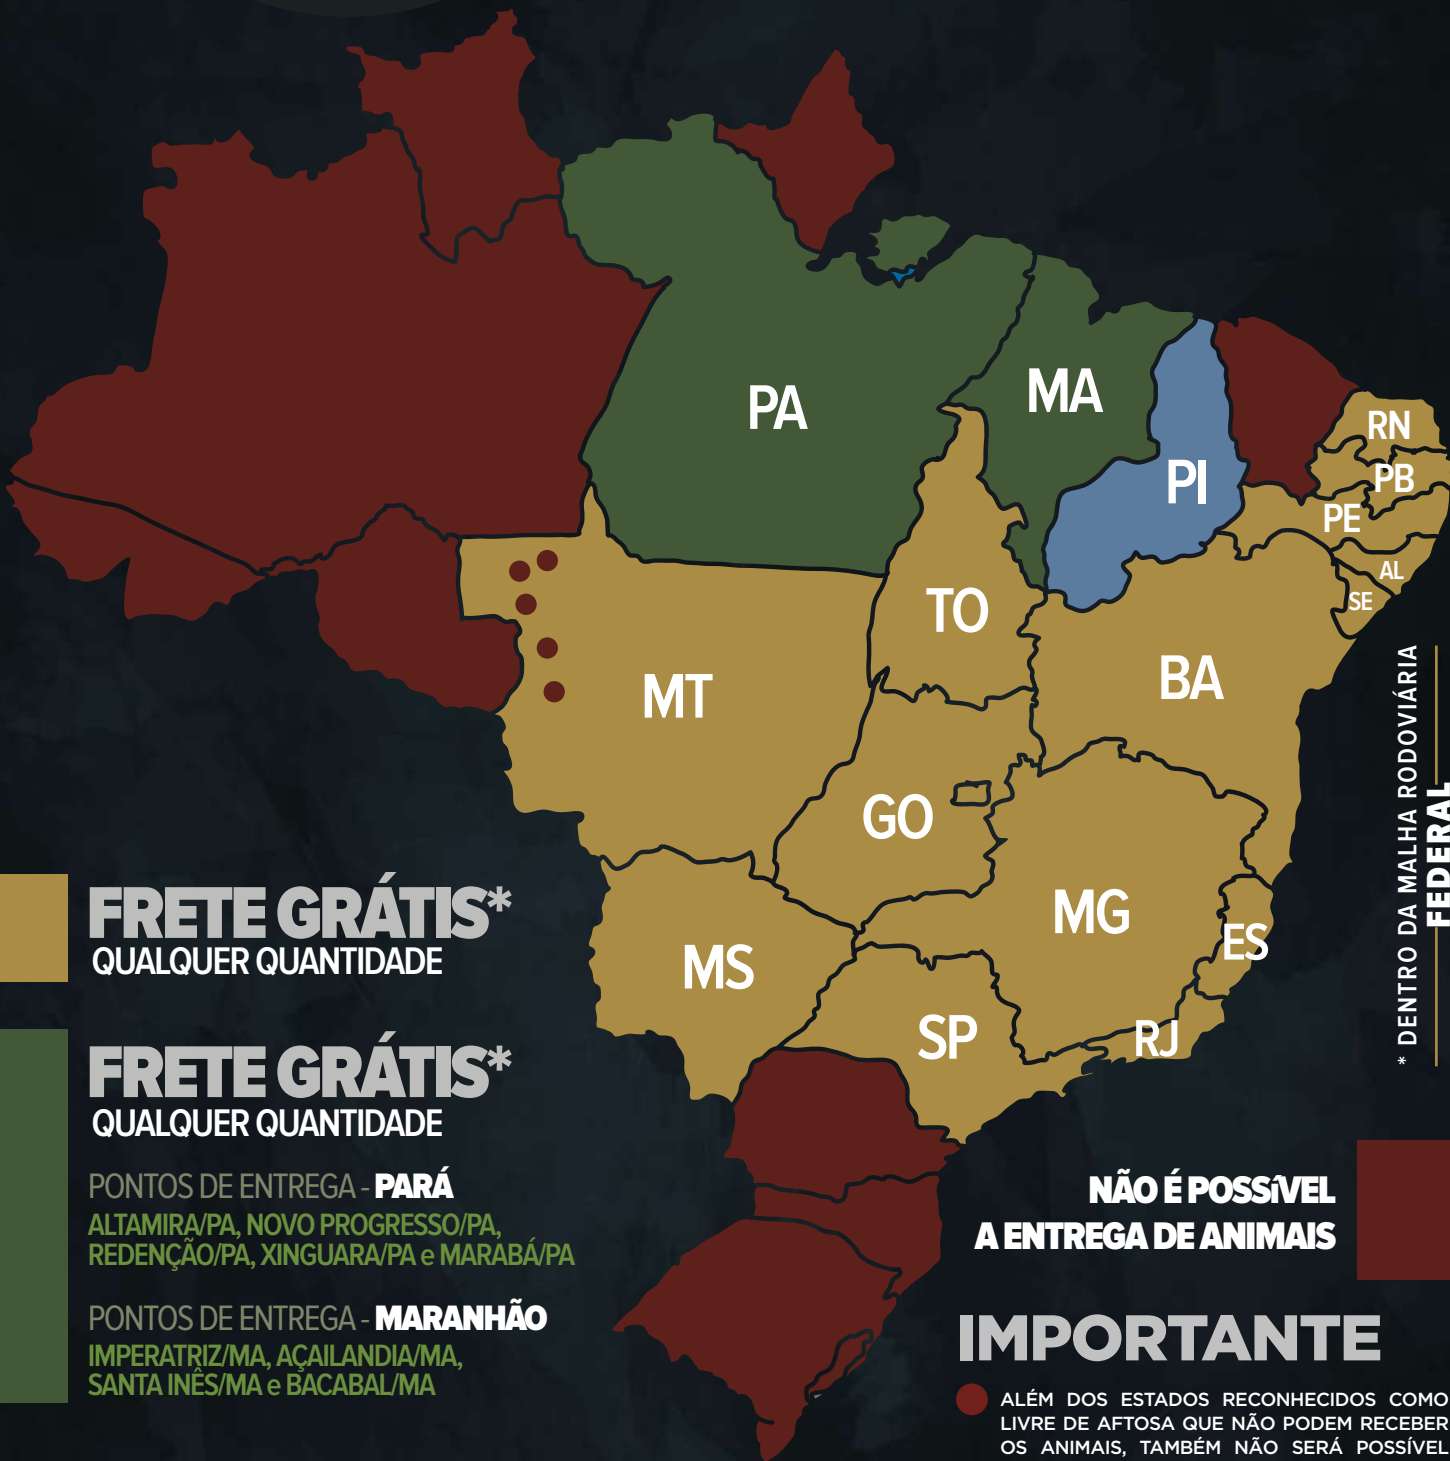 PA
MA
PI
RN
PB
PE
AL
SE
TO
BA
MT
GO
MG
ES
MS
SP
RJ
* DENTRO DA MALHA RODOVIÁRIA
FEDERAL
FRETE GRÁTIS*
QUALQUER QUANTIDADE
FRETE GRÁTIS*
QUALQUER QUANTIDADE
PONTOS DE ENTREGA - PARÁ
ALTAMIRA/PA, NOVO PROGRESSO/PA,
REDENÇÃO/PA, XINGUARA/PA e MARABÁ/PA
PONTOS DE ENTREGA - MARANHÃO
IMPERATRIZ/MA, AÇAILANDIA/MA,
SANTA INÊS/MA e BACABAL/MA
NÃO É POSSíVEL
A ENTREGA DE ANIMAIS
IMPORTANTE
ALÉM DOS ESTADOS RECONHECIDOS COMO
LIVRE DE AFTOSA QUE NÃO PODEM RECEBER
OS ANIMAIS, TAMBÉM NÃO SERÁ POSSÍVEL